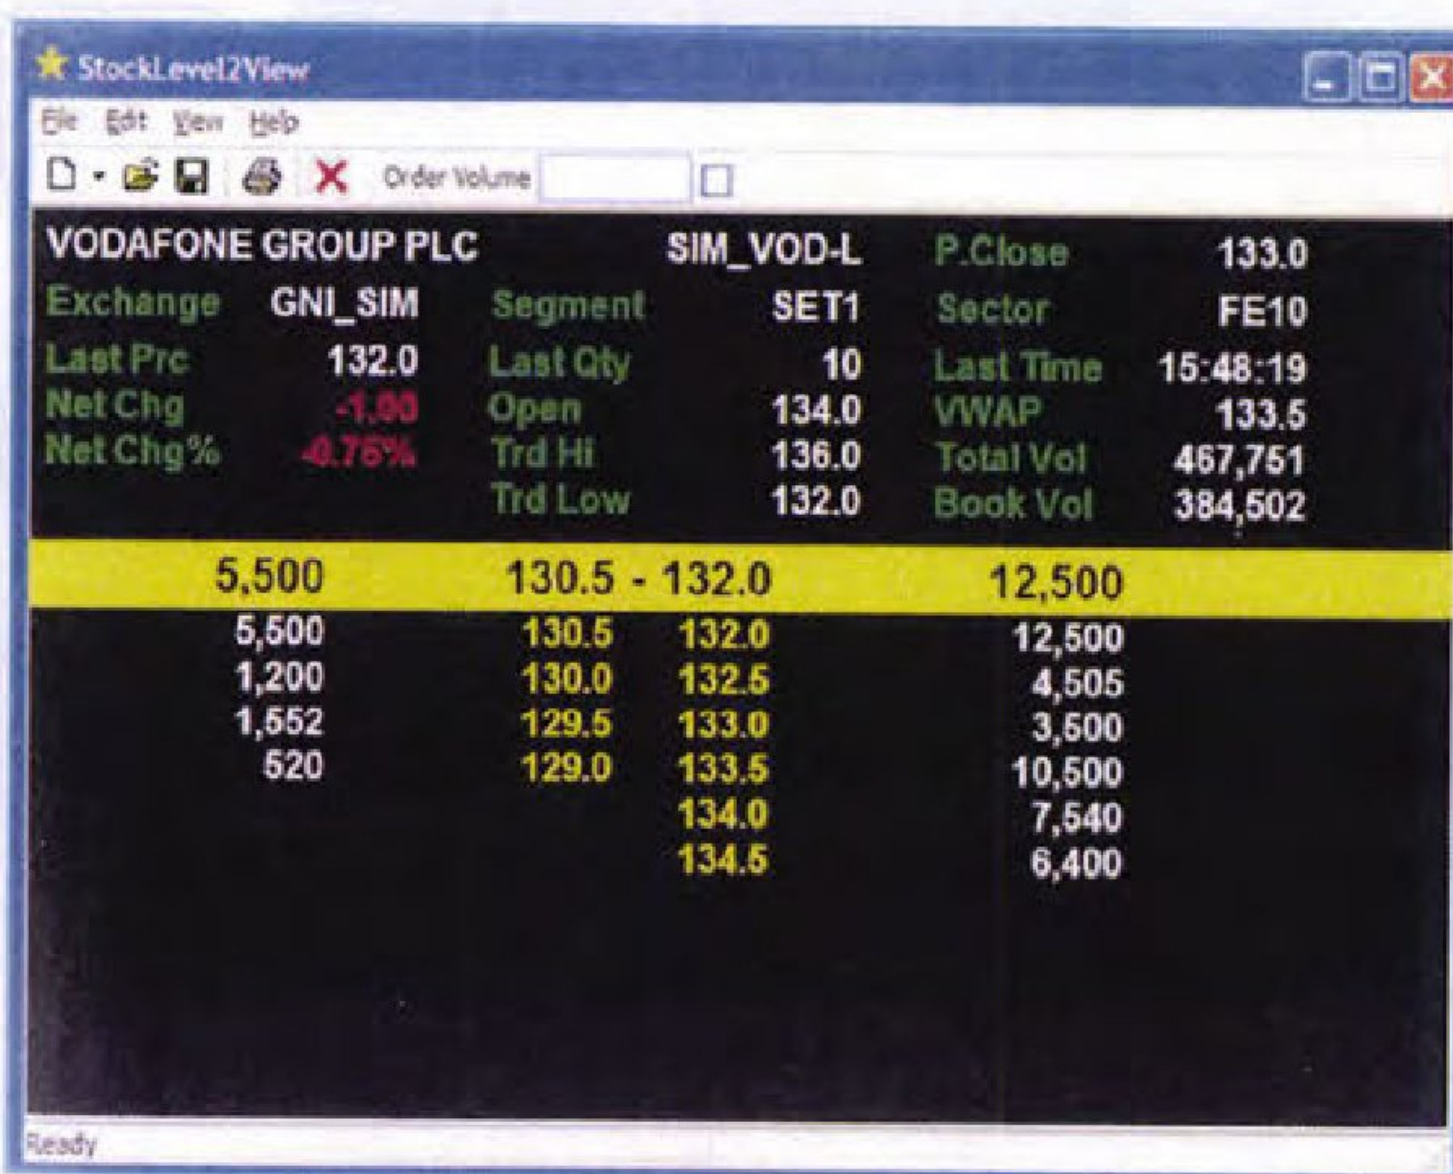 StockLevel2View
File Edit View Help
Order Volume
VODAFONE GROUP PLC SIM_VOD-L P.Close 133.0
Exchange GNI_SIM Segment SET1 Sector FE10
Last Prc 132.0 Last Qty 10 Last Time 15:48:19
Net Chg -1.00 Open 134.0 VWAP 133.5
Net Chg% -0.75% Trd Hi 136.0 Total Vol 467,751
Trd Low 132.0 Book Vol 384,502
5,500 130.5 - 132.0 12,500
5,500 130.5 132.0 12,500
1,200 130.0 132.5 4,505
1,552 129.5 133.0 3,500
520 129.0 133.5 10,500
134.0 7,540
134.5 6,400
Ready